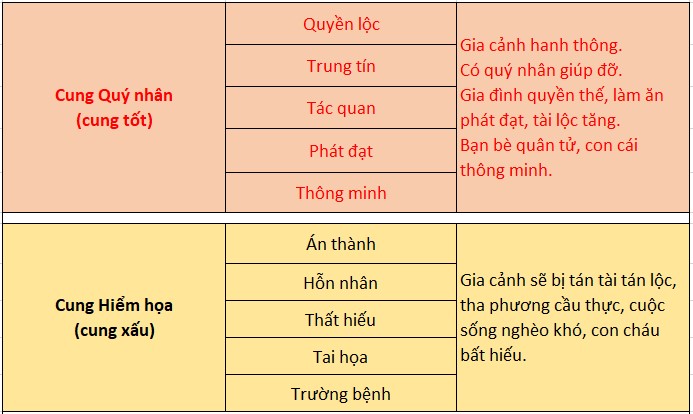 Cung Quý nhân
(cung tốt)
Quyền lộc
Trung tín
Tác quan
Phát đạt
Thông minh
Gia cảnh hanh thông.
Có quý nhân giúp đỡ.
Gia đình quyền thế, làm ăn
phát đạt, tài lộc tăng.
Bạn bè quân tử, con cái
thông minh.
Cung Hiểm họa
(cung xấu)
Án thành
Hỗn nhân
Thất hiếu
Tai họa
Trường bệnh
Gia cảnh sẽ bị tán tài tán lộc,
tha phương cầu thực, cuộc
sống nghèo khó, con cháu
bất hiếu.